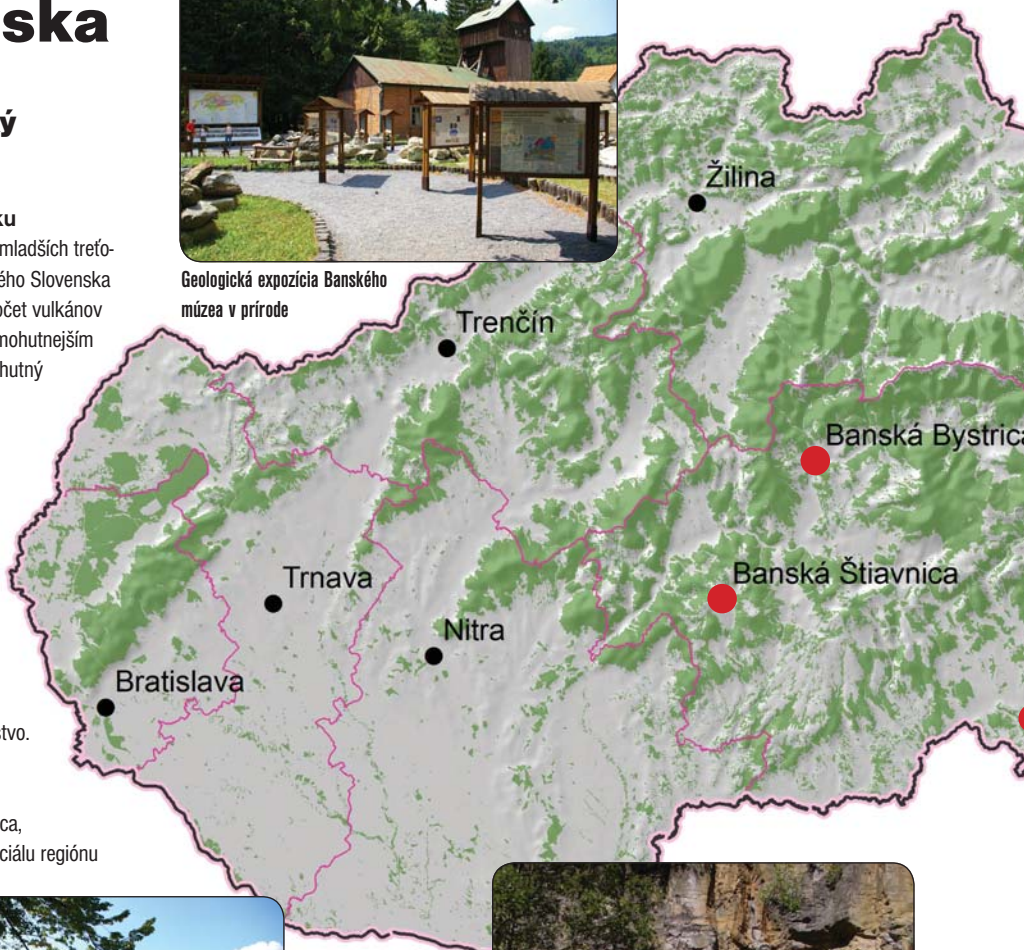 ska
ý
ku
mladších treťo-
ého Slovenska
očet vulkánov
mohutnejším
hutný
Geologická expozícia Banského
múzea v prírode
Žilina
Trenčín
Banská Bystrica
Banská Štiavnica
Trnava
Nitra
Bratislava
tvo.
ca,
ciálu regiónu